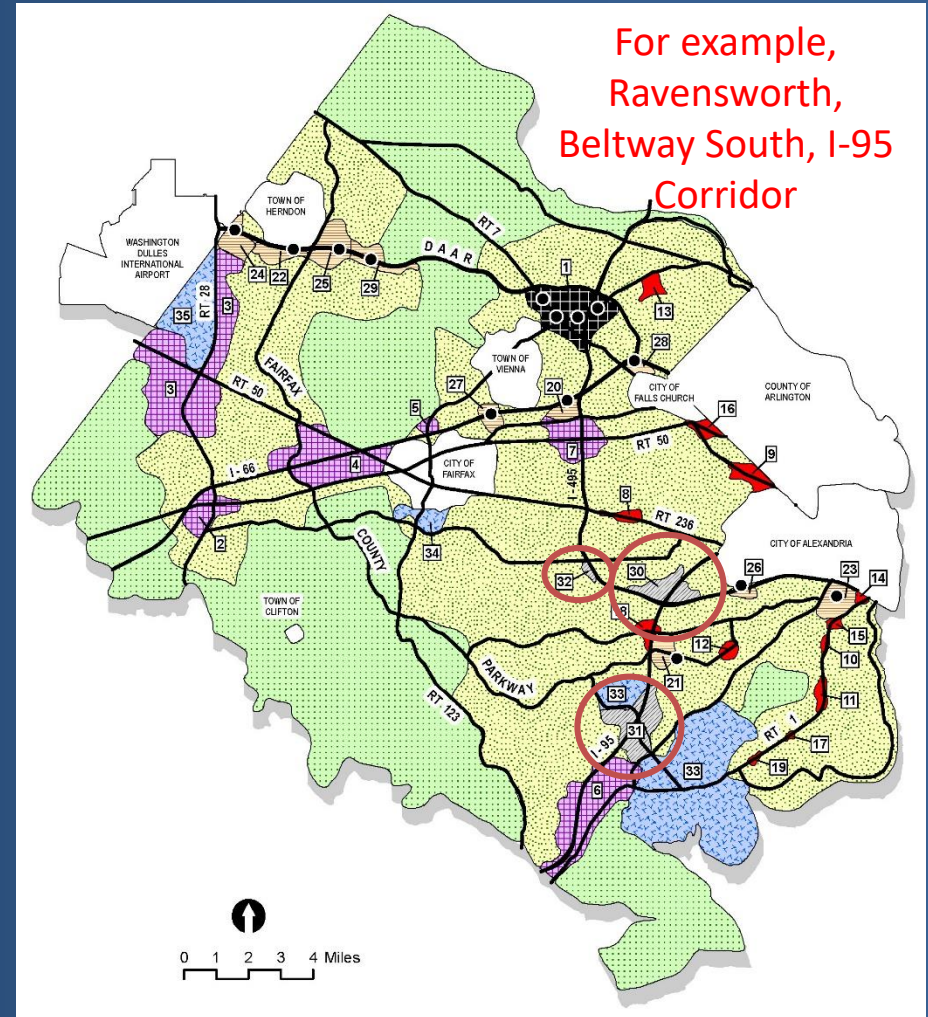 For example,
Ravensworth,
Beltway South, I-95
Corridor
TOWN OF
HERNDON
WASHINGTON
DULLES
INTERNATIONAL
AIRPORT
RT 7
D A A R
1
24
22
25
29
3
RT 28
35
13
28
TOWN OF
VIENNA
FAIRFAX
27
20
CITY OF
FALLS CHURCH
COUNTY OF
ARLINGTON
3
RT 50
5
16
RT 50
7
9
I - 66
4
CITY OF
FAIRFAX
I - 495
8
RT 236
2
34
COUNTY
CITY OF ALEXANDRIA
32
30
26
23
14
TOWN OF
CLIFTON
12
15
10
21
PARKWAY
11
33
RT 123
31
RT 1
17
I - 95
33
19
6
0 1 2 3 4 Miles